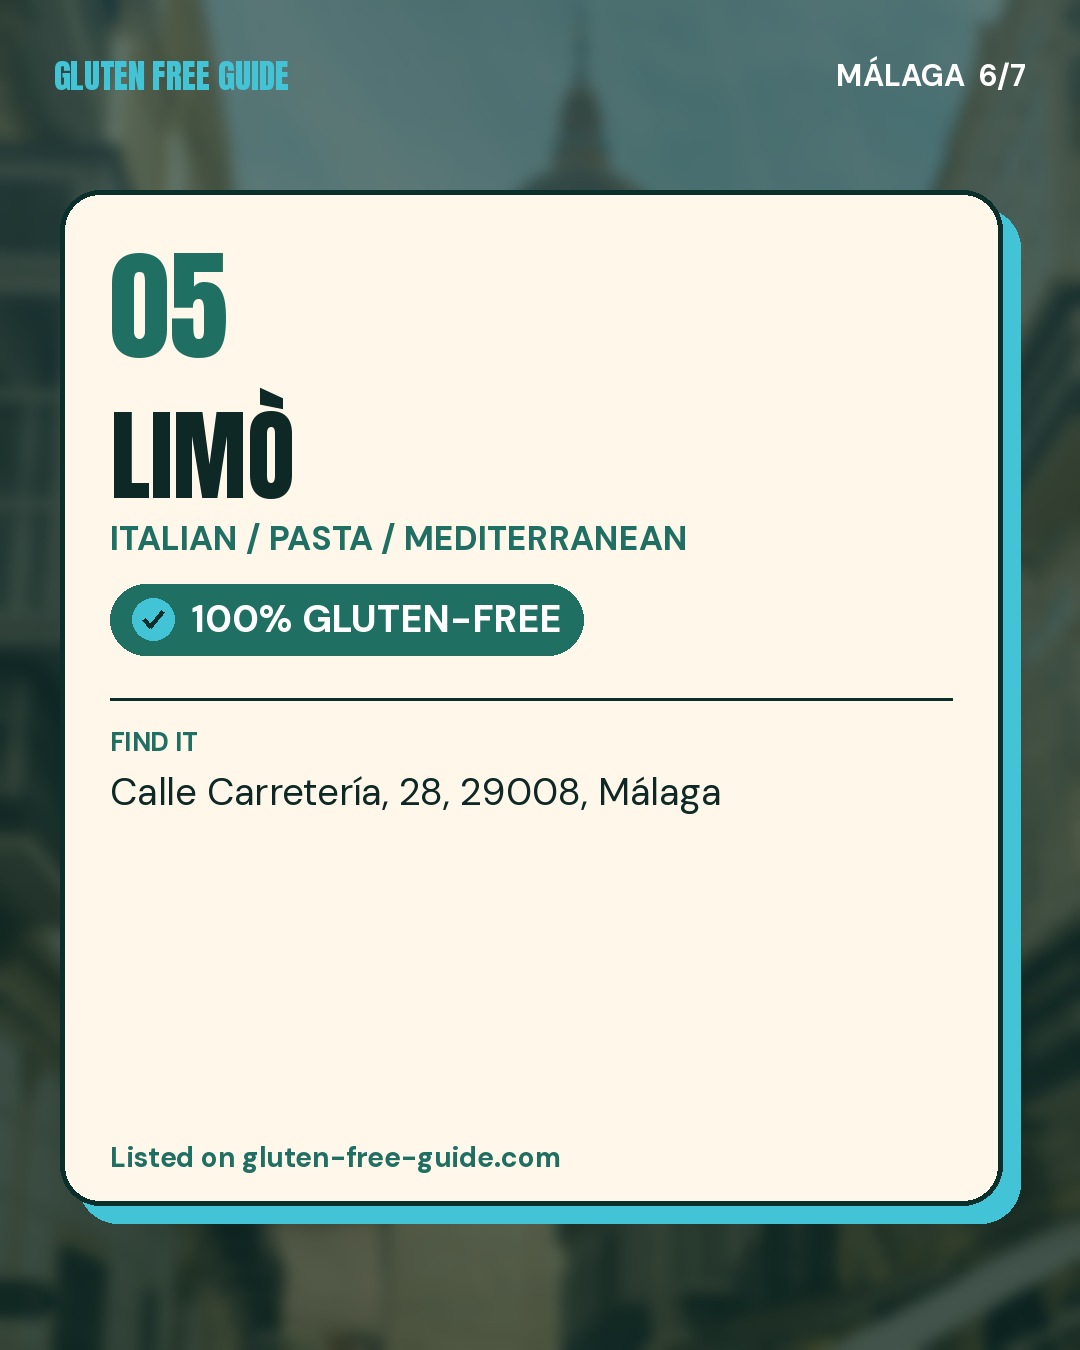 GLUTEN FREE GUIDE
MÁLAGA 6/7
05
LIMÒ
ITALIAN / PASTA / MEDITERRANEAN
100% GLUTEN-FREE
FIND IT
Calle Carretería, 28, 29008, Málaga
Listed on gluten-free-guide.com